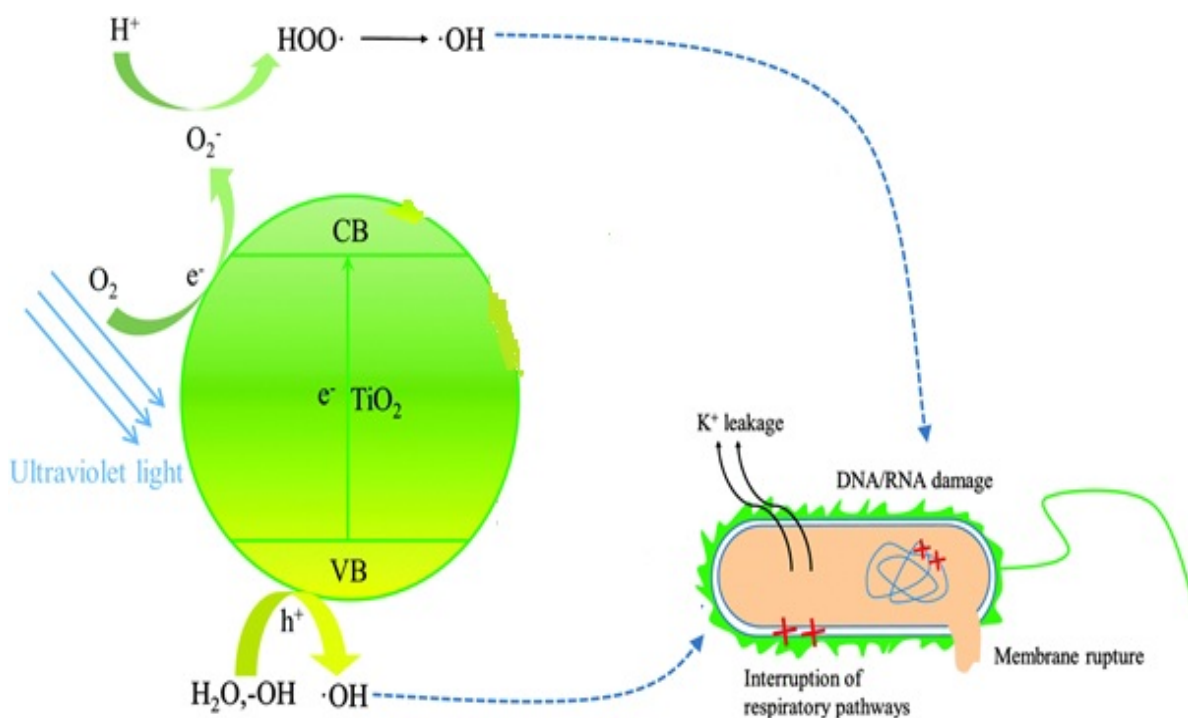 H⁺
HOO· → ·OH
O₂⁻
CB
O₂
e⁻
e⁻ TiO₂
Ultraviolet light
K⁺ leakage
DNA/RNA damage
VB
h⁺
H₂O,-OH ·OH
Membrane rupture
Interruption of
respiratory pathways